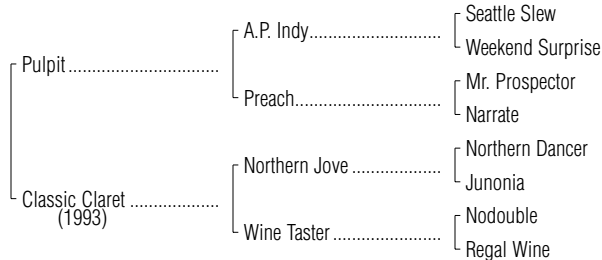 Seattle Slew
A.P. Indy
Weekend Surprise
Pulpit
Mr. Prospector
Preach
Narrate
Northern Dancer
Northern Jove
Junonia
Classic Claret
(1993)
Nodouble
Wine Taster
Regal Wine